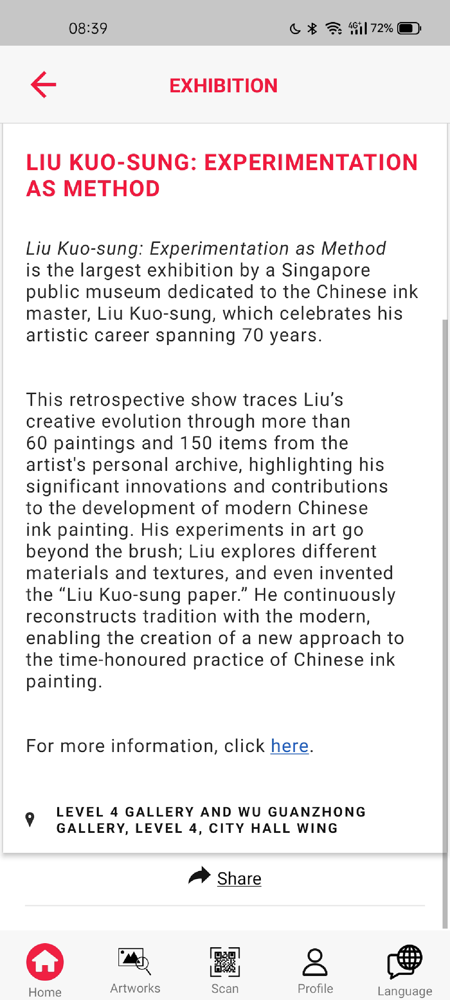 08:39
4G+ 72%
EXHIBITION
LIU KUO-SUNG: EXPERIMENTATION
AS METHOD
Liu Kuo-sung: Experimentation as Method
is the largest exhibition by a Singapore
public museum dedicated to the Chinese ink
master, Liu Kuo-sung, which celebrates his
artistic career spanning 70 years.
This retrospective show traces Liu’s
creative evolution through more than
60 paintings and 150 items from the
artist's personal archive, highlighting his
significant innovations and contributions
to the development of modern Chinese
ink painting. His experiments in art go
beyond the brush; Liu explores different
materials and textures, and even invented
the “Liu Kuo-sung paper.” He continuously
reconstructs tradition with the modern,
enabling the creation of a new approach to
the time-honoured practice of Chinese ink
painting.
For more information, click here.
LEVEL 4 GALLERY AND WU GUANZHONG
GALLERY, LEVEL 4, CITY HALL WING
Share
Home
Artworks
Scan
Profile
Language